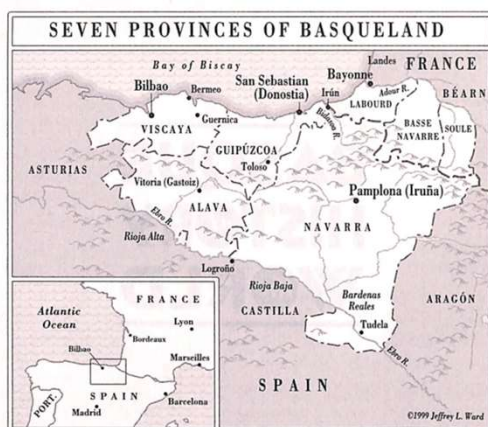 SEVEN PROVINCES OF BASQUELAND
Bay of Biscay
Landes
FRANCE
Bayonne
San Sebastian
(Donostia)
Bilbao
Bermeo
Irún
Adour R.
LABOURD
BÉARN
Guernica
Bidasoa R.
BASSE
NAVARRE
SOULE
VISCAYA
GUIPÚZCOA
Toloso
ASTURIAS
Vitoria (Gastoiz)
Pamplona (Iruña)
ALAVA
Ebro R.
NAVARRA
Rioja Alta
Logroño
Rioja Baja
CASTILLA
Bardenas
Reales
ARAGÓN
Tudela
Ebro R.
SPAIN
©1999 Jeffrey L. Ward
FRANCE
Atlantic
Ocean
Lyon
Bordeaux
Bilbao
Marseilles
SPAIN
PORT.
Madrid
Barcelona